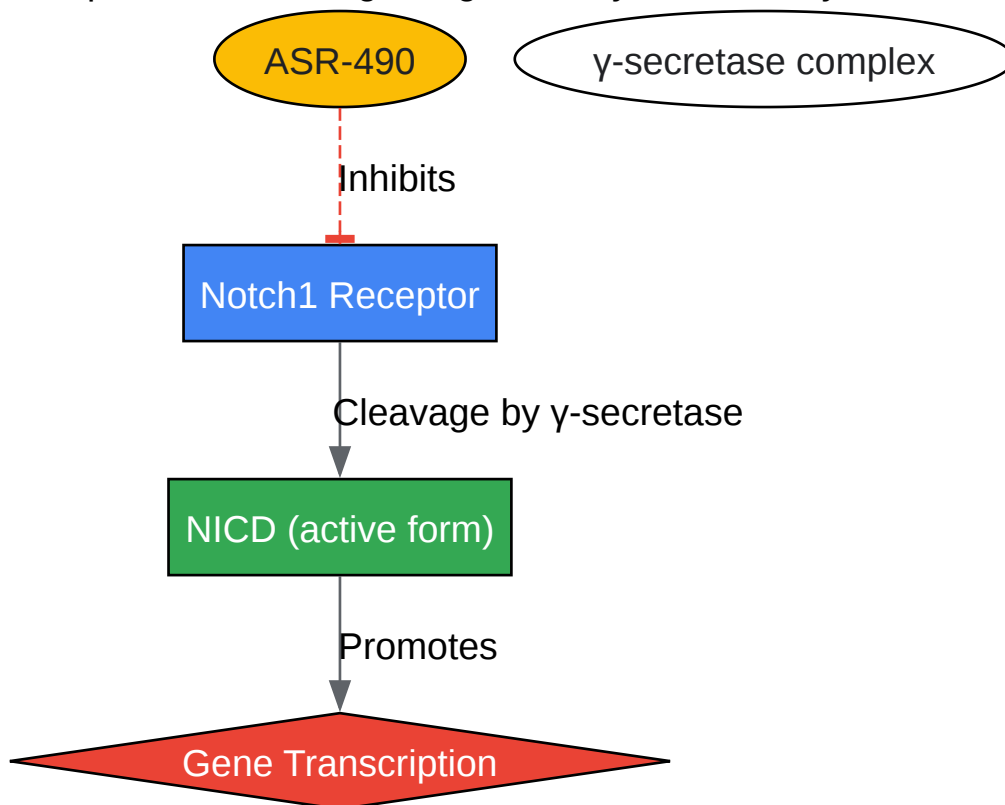 ASR-490
γ-secretase complex
Inhibits
Notch1 Receptor
Cleavage by γ-secretase
NICD (active form)
Promotes
Gene Transcription